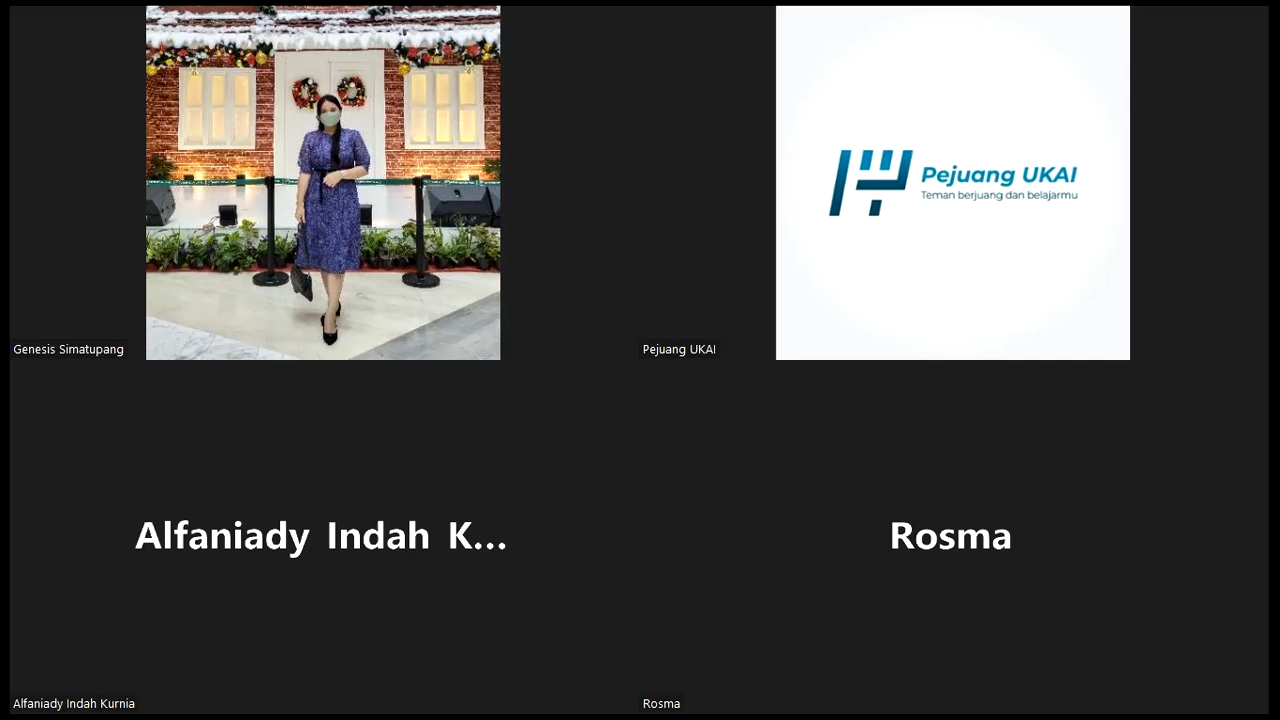 Pejuang UKAI
Teman berjuang dan belajarmu
Genesis Simatupang
Pejuang UKAI
Alfaniady Indah K...
Rosma
Alfaniady Indah Kurnia
Rosma